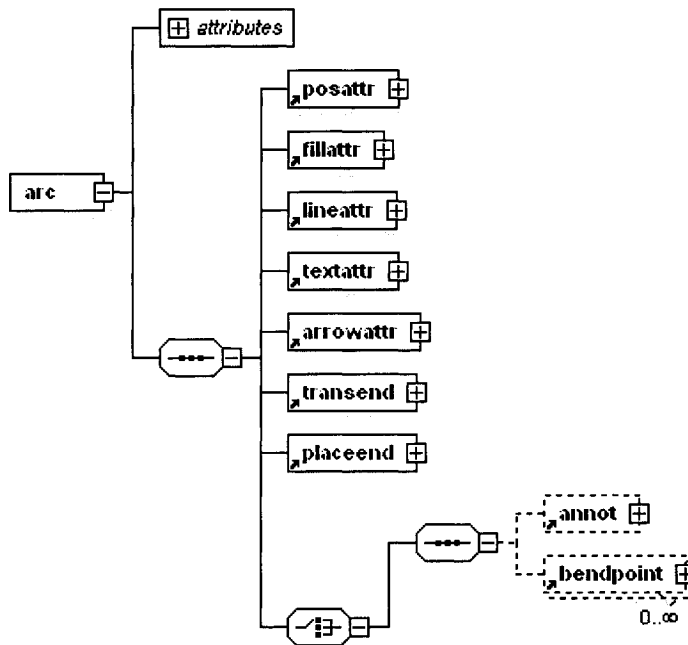 attributes
posattr
fillattr
arc
lineattr
textattr
arrowattr
transend
placeend
annot
bendpoint
0..∞